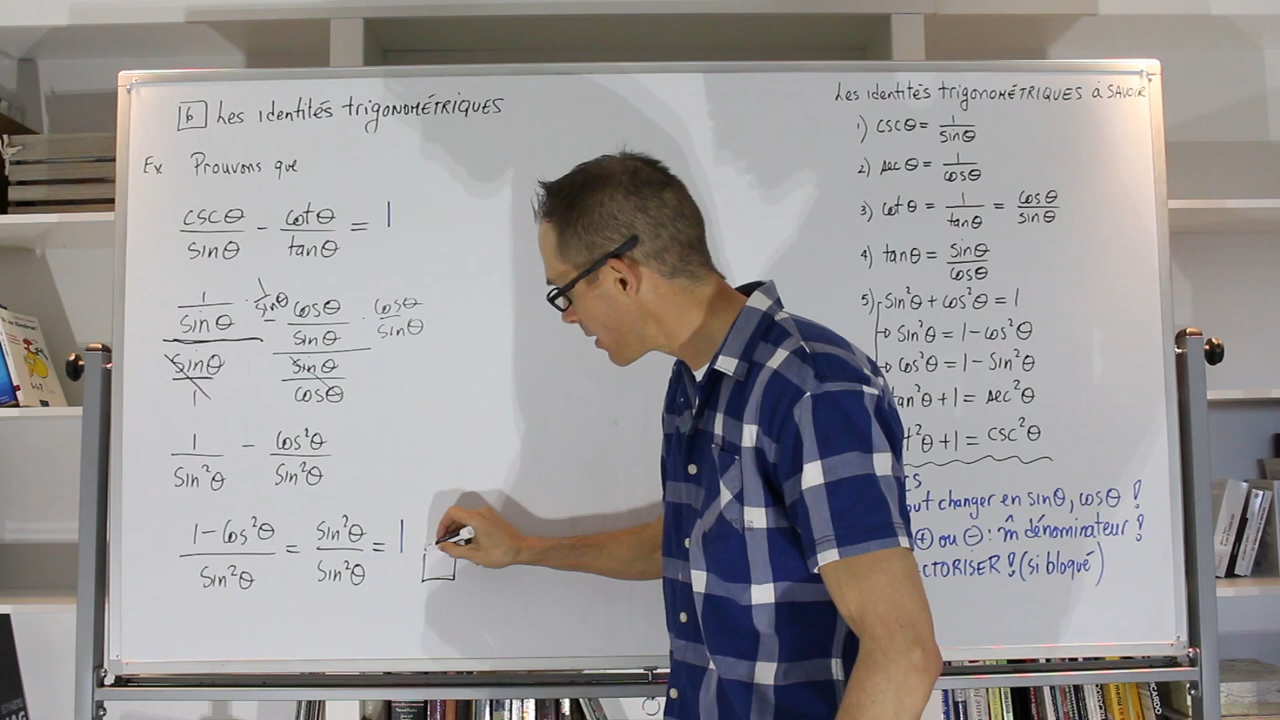 6 Les identités trigonométriques
Ex Prouvons que
cscθ/sinθ − cotθ/tanθ = 1
1/sinθ · 1/sinθ − cosθ/sinθ · cosθ/sinθ
sinθ/1 sinθ/cosθ
1/sin²θ − cos²θ/sin²θ
1−cos²θ/sin²θ = sin²θ/sin²θ = 1
Les identités trigonométriques à savoir
1) cscθ = 1/sinθ
2) secθ = 1/cosθ
3) cotθ = 1/tanθ = cosθ/sinθ
4) tanθ = sinθ/cosθ
5) sin²θ + cos²θ = 1
→ sin²θ = 1−cos²θ
→ cos²θ = 1−sin²θ
tan²θ + 1 = sec²θ
t²θ + 1 = csc²θ
cs
out changer en sinθ, cosθ !
⊕ ou ⊖ : m̂ dénominateur !
CTORISER ! (si bloqué)